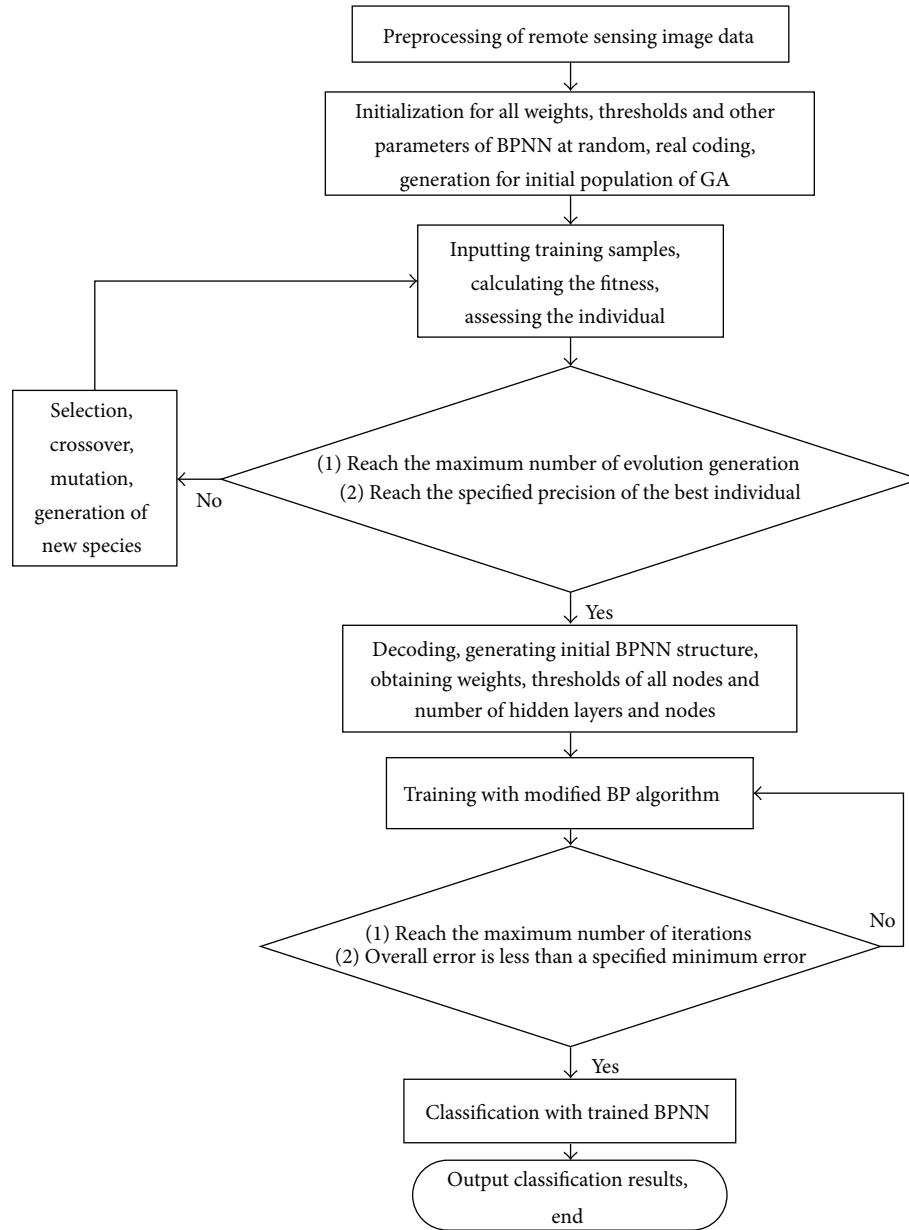 Preprocessing of remote sensing image data
Initialization for all weights, thresholds and other
parameters of BPNN at random, real coding,
generation for initial population of GA
Inputting training samples,
calculating the fitness,
assessing the individual
Selection,
crossover,
mutation,
generation of
new species
No
(1) Reach the maximum number of evolution generation
(2) Reach the specified precision of the best individual
Yes
Decoding, generating initial BPNN structure,
obtaining weights, thresholds of all nodes and
number of hidden layers and nodes
Training with modified BP algorithm
No
(1) Reach the maximum number of iterations
(2) Overall error is less than a specified minimum error
Yes
Classification with trained BPNN
Output classification results,
end